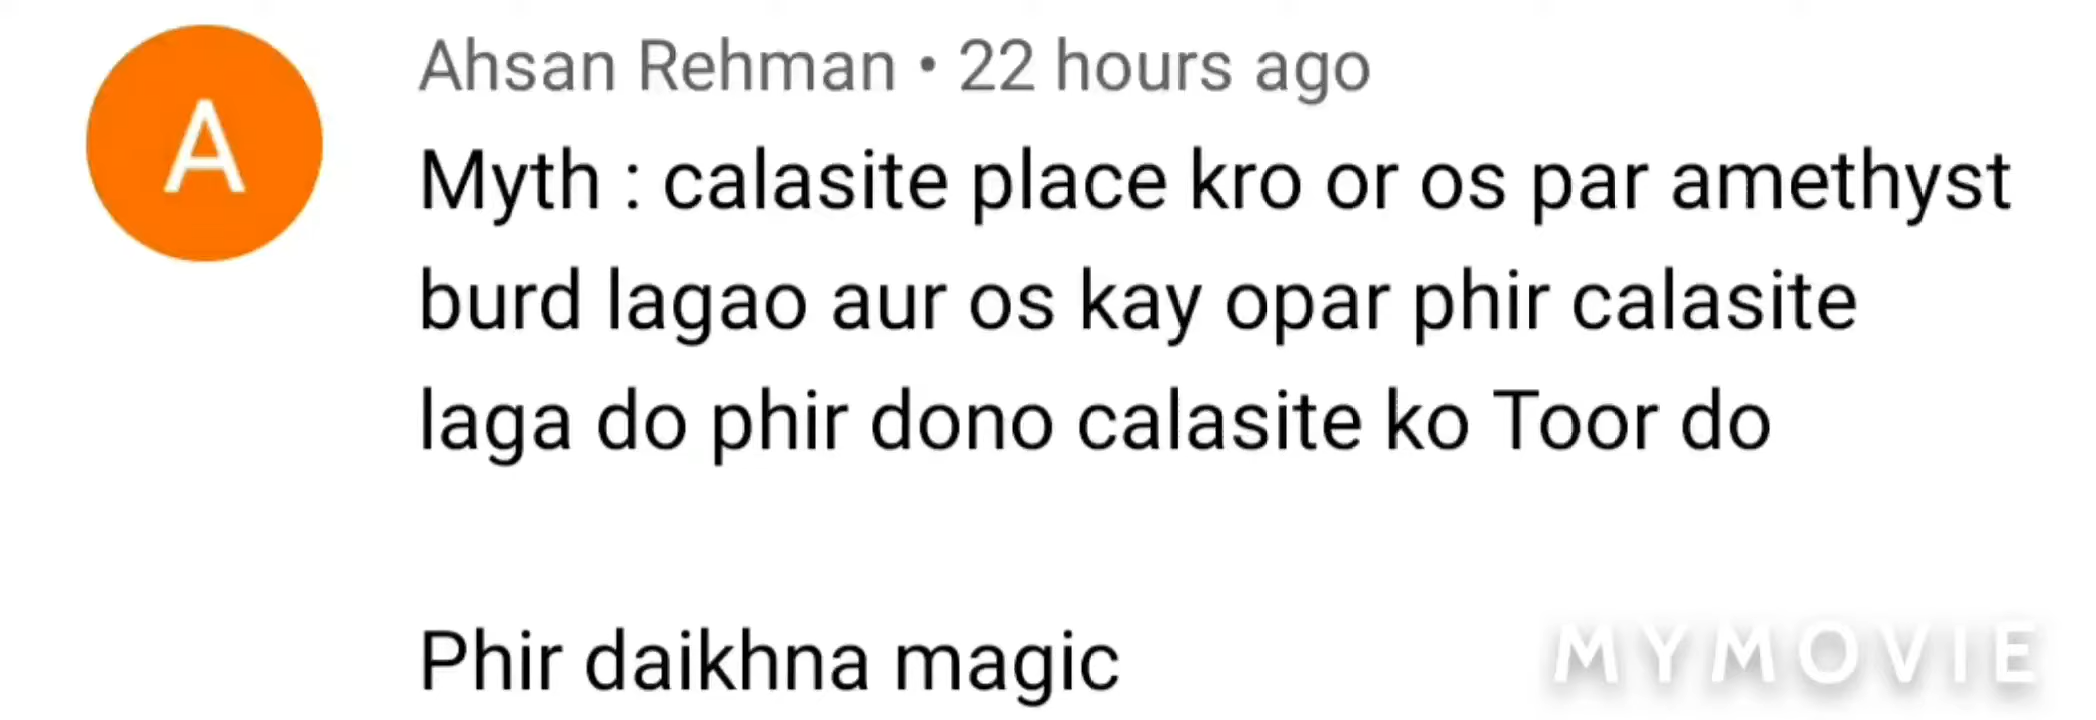 A
Ahsan Rehman • 22 hours ago
Myth : calasite place kro or os par amethyst
burd lagao aur os kay opar phir calasite
laga do phir dono calasite ko Toor do
Phir daikhna magic
MYMOVIE